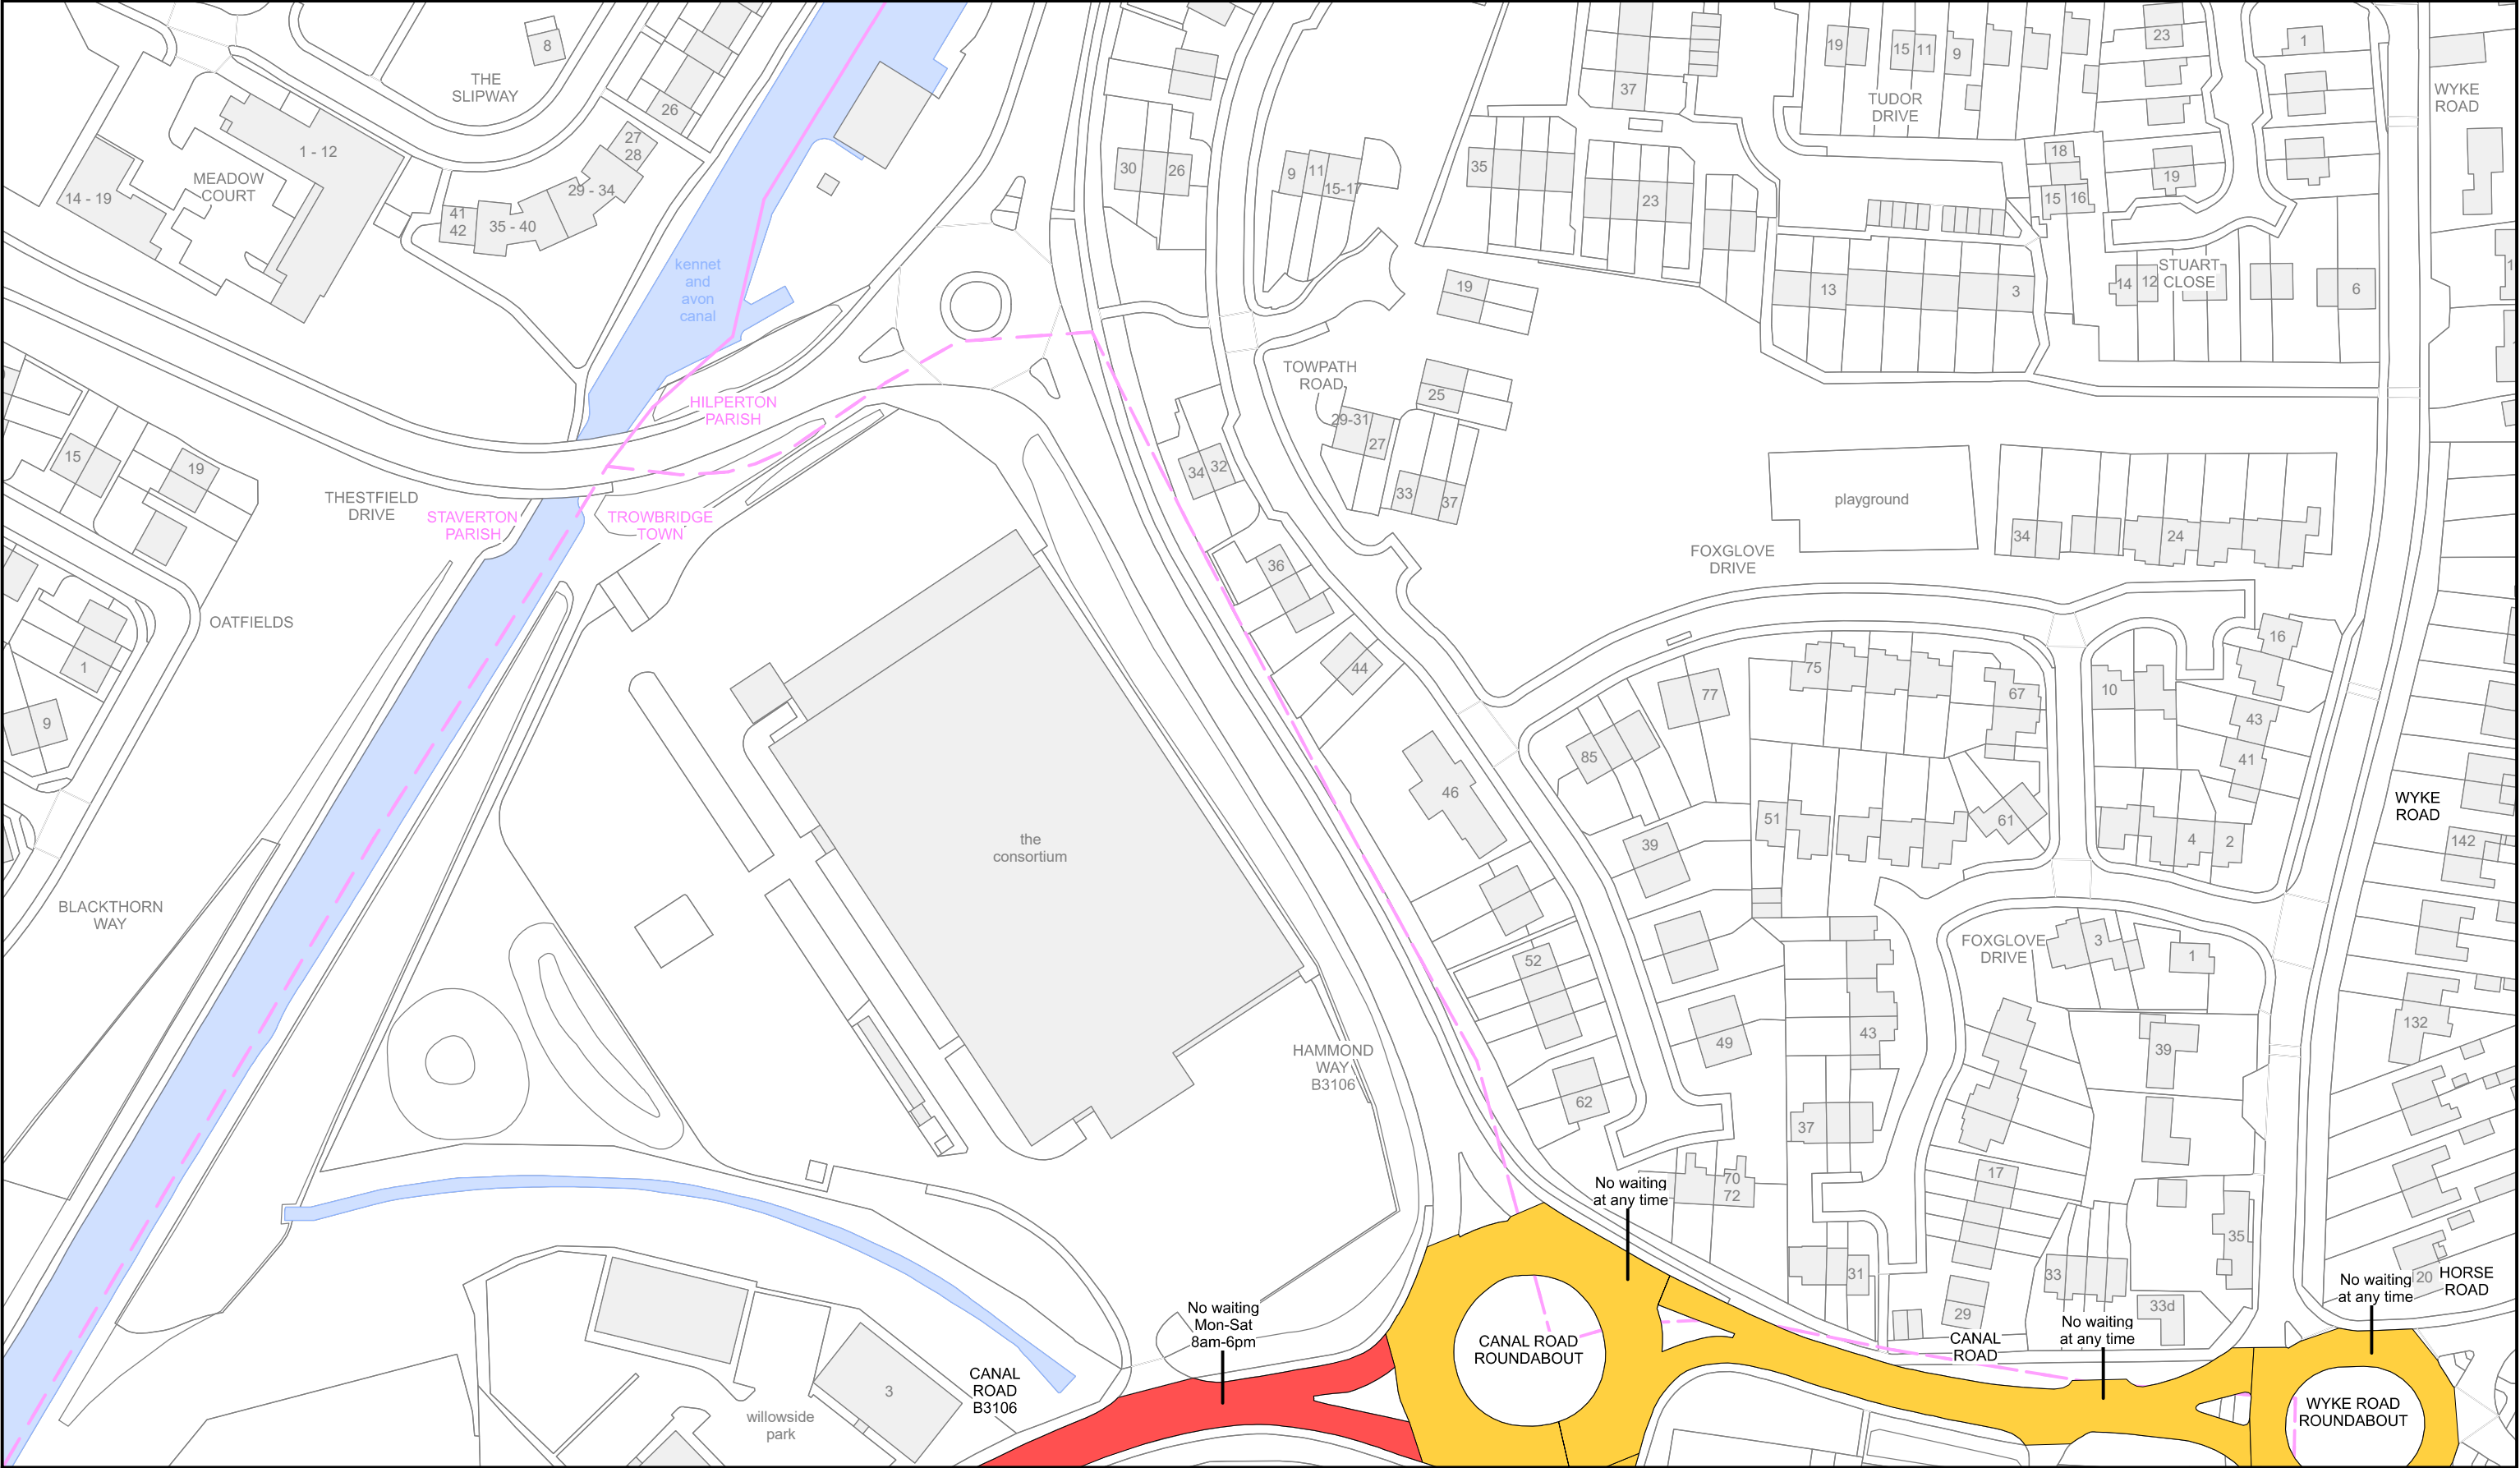 8
THE
SLIPWAY
26
27
28
1 - 12
29 - 34
MEADOW
COURT
14 - 19
41
42
35 - 40
kennet
and
avon
canal
30
26
9
11
15-17
37
35
23
19
15
11
9
TUDOR
DRIVE
23
1
WYKE
ROAD
18
19
15
16
13
3
14
12
STUART
CLOSE
6
19
TOWPATH
ROAD
25
29-31
27
33
37
HILPERTON
PARISH
15
19
THESTFIELD
DRIVE
STAVERTON
PARISH
TROWBRIDGE
TOWN
34
32
36
44
playground
34
24
FOXGLOVE
DRIVE
OATFIELDS
1
9
16
75
77
67
10
43
41
85
46
51
61
39
4
2
WYKE
ROAD
142
the
consortium
BLACKTHORN
WAY
52
FOXGLOVE
DRIVE
3
1
132
43
49
39
HAMMOND
WAY
B3106
62
37
17
No waiting
at any time
70
72
35
31
33
29
33d
20
HORSE
ROAD
No waiting
at any time
No waiting
at any time
No waiting
Mon-Sat
8am-6pm
CANAL ROAD
ROUNDABOUT
CANAL
ROAD
CANAL
ROAD
B3106
3
willowside
park
WYKE ROAD
ROUNDABOUT